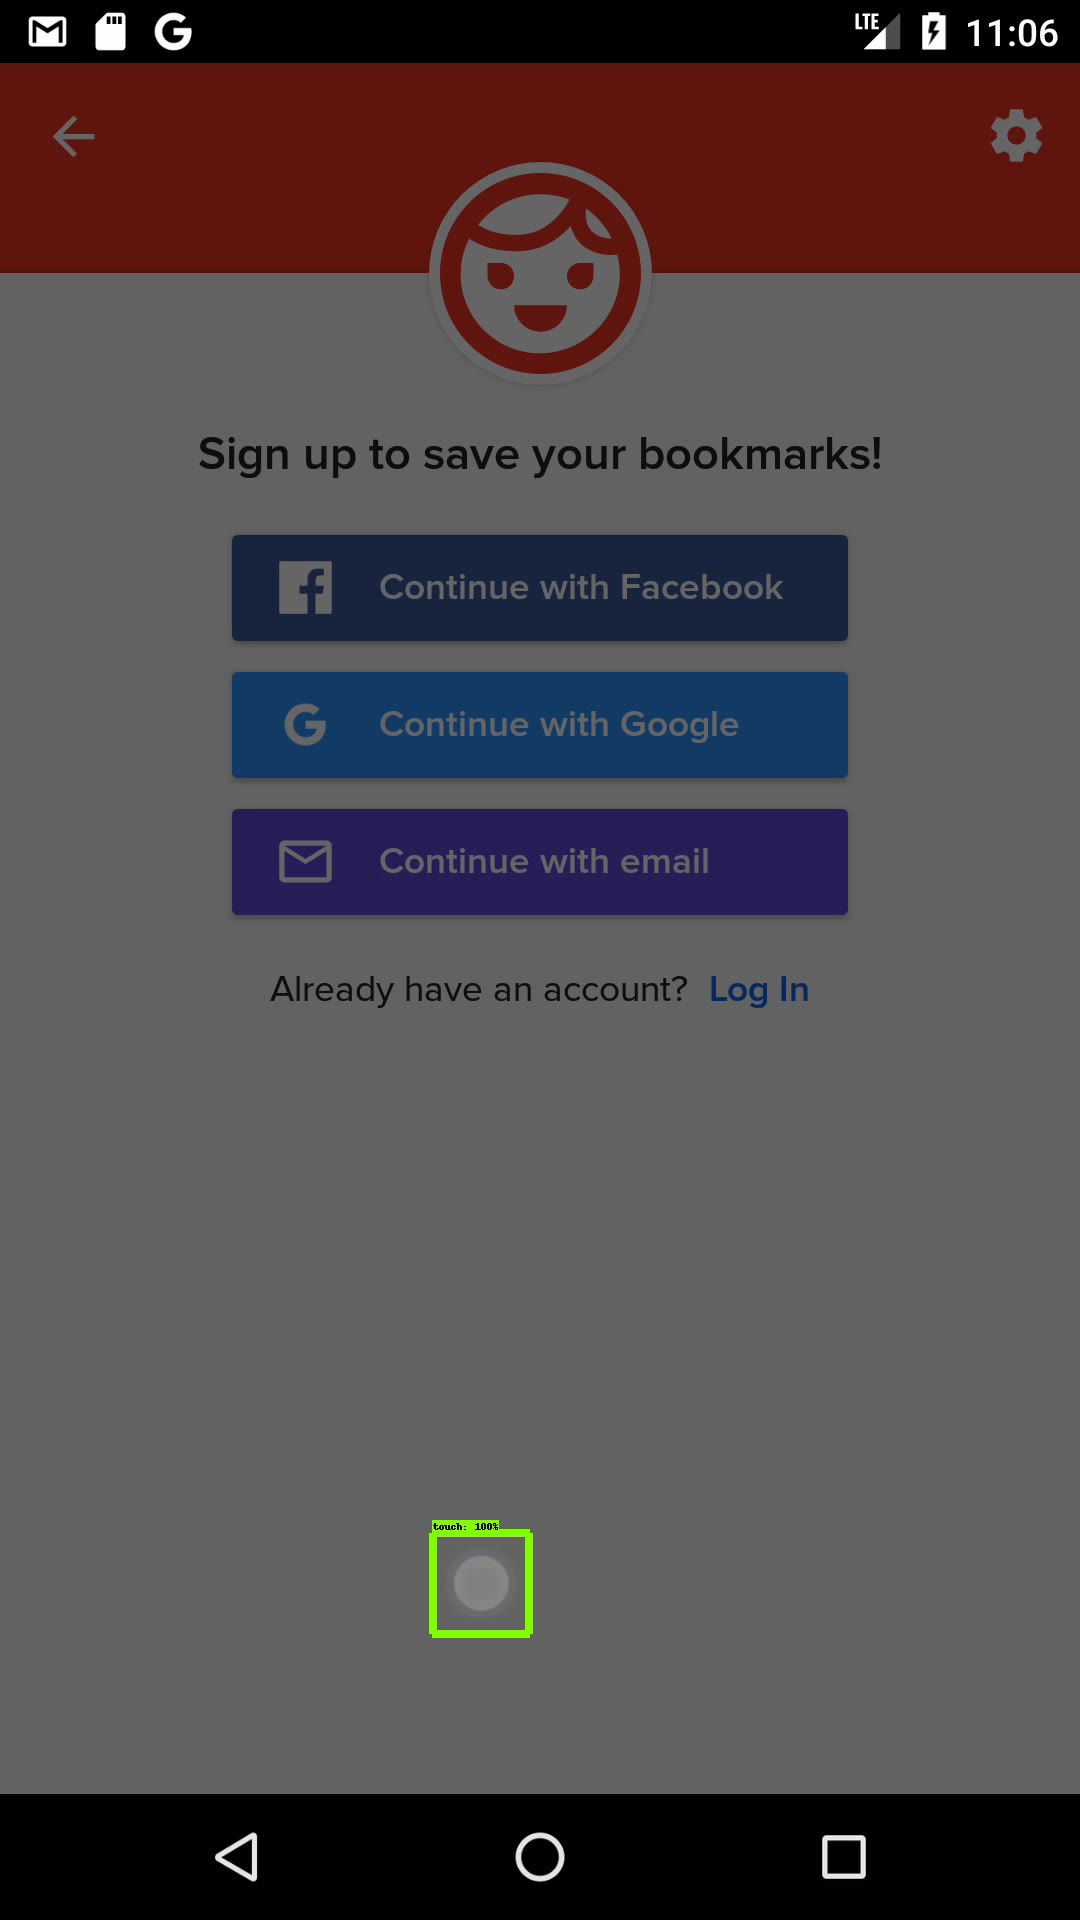 LTE 11:06
Sign up to save your bookmarks!
Continue with Facebook
Continue with Google
Continue with email
Already have an account? Log In
touch: 100%